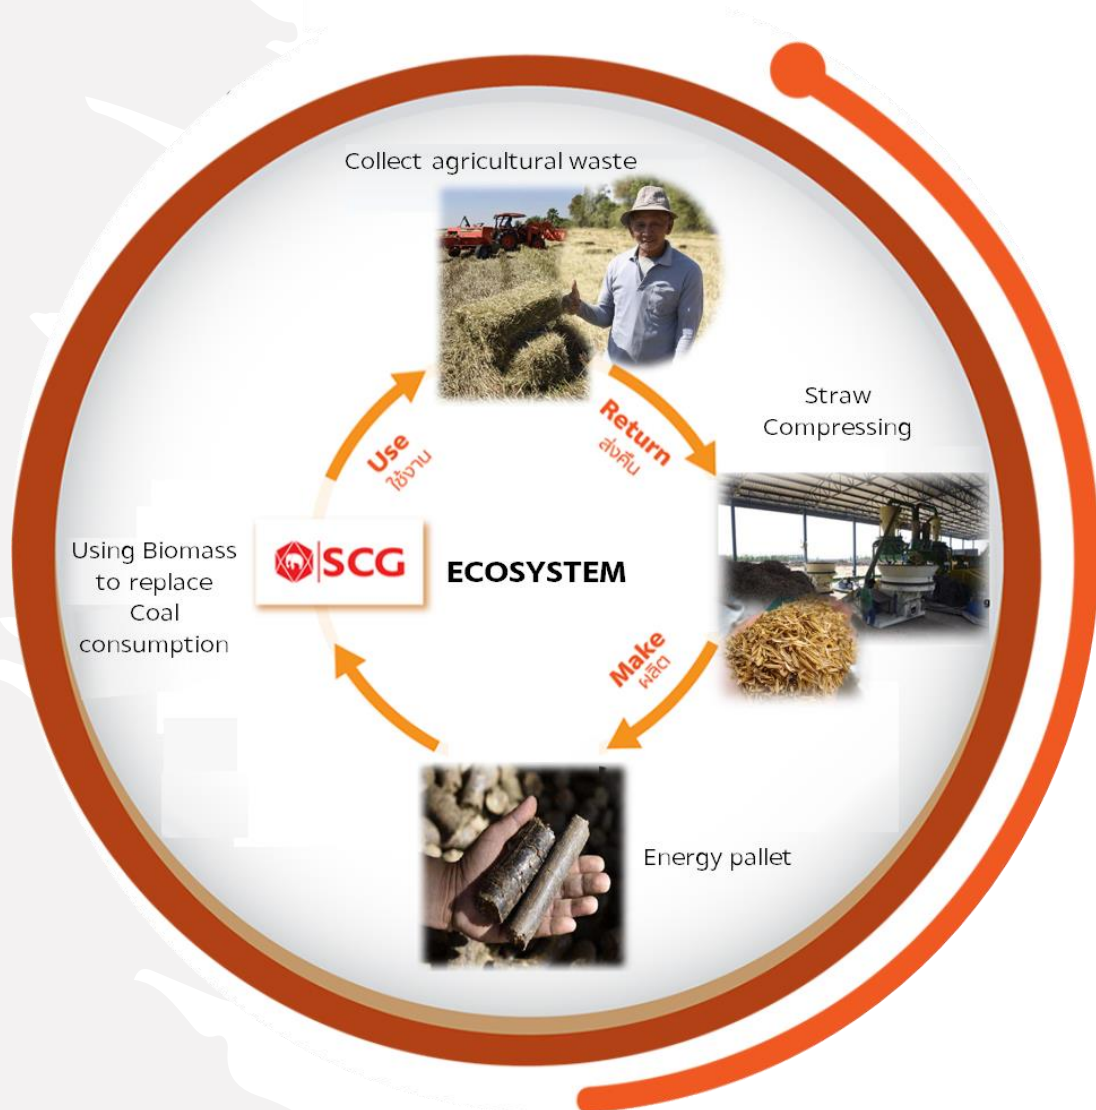 Collect agricultural waste
Return
ส่งคืน
Straw
Compressing
Make
ผลิต
Energy pallet
Using Biomass
to replace
Coal
consumption
SCG
ECOSYSTEM
Use
ใช้งาน